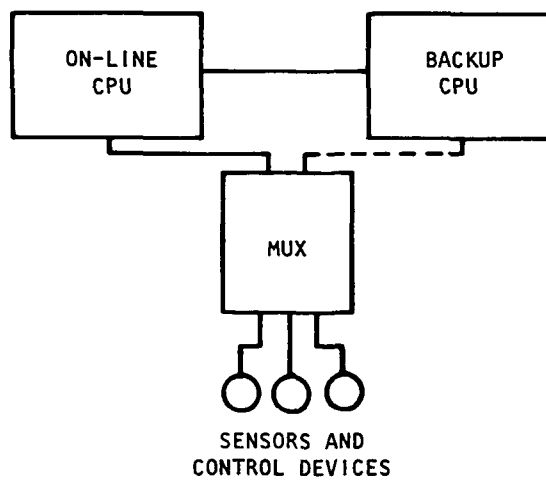 ON-LINE
CPU
BACKUP
CPU
MUX
SENSORS AND
CONTROL DEVICES